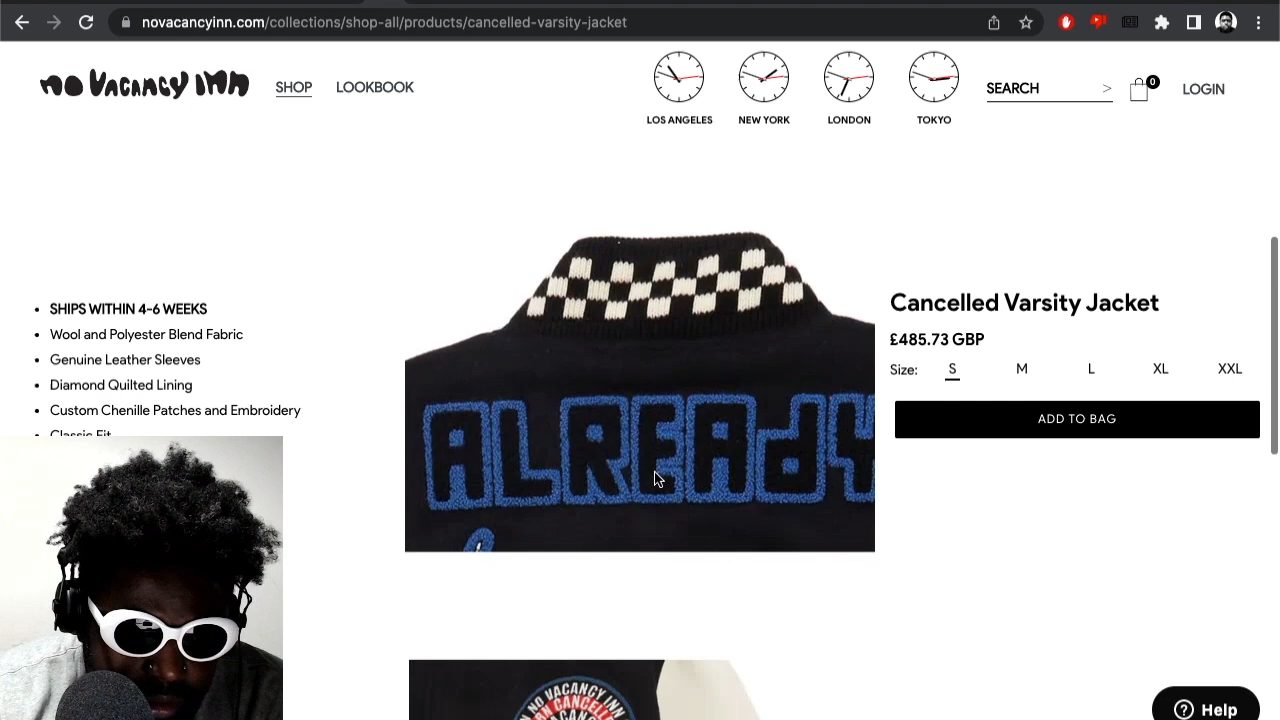 novacancyinn.com/collections/shop-all/products/cancelled-varsity-jacket
no VacancY INN
SHOP
LOOKBOOK
LOS ANGELES
NEW YORK
LONDON
TOKYO
SEARCH
>
0
LOGIN
SHIPS WITHIN 4-6 WEEKS
Wool and Polyester Blend Fabric
Genuine Leather Sleeves
Diamond Quilted Lining
Custom Chenille Patches and Embroidery
Classic Fit
ALREAdY
Cancelled Varsity Jacket
£485.73 GBP
Size: S M L XL XXL
ADD TO BAG
NO VACANCY INN
Help